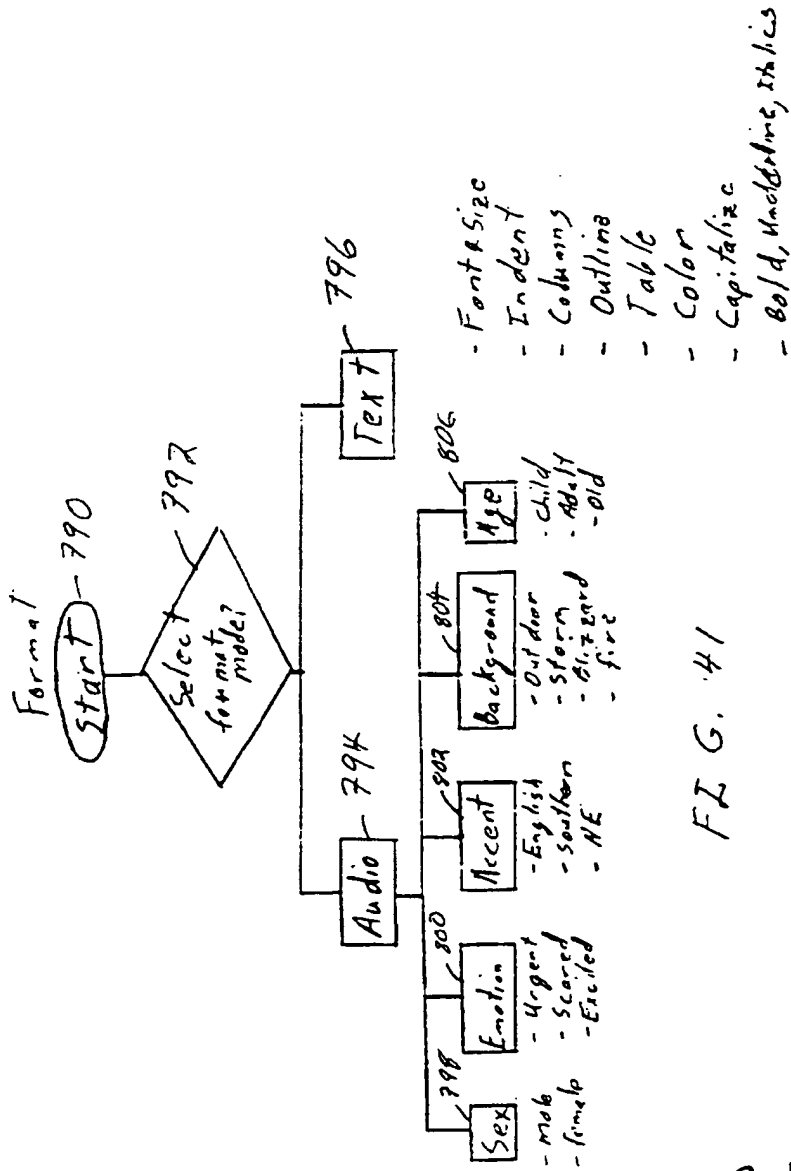 Format
Start
790
Select
format
mode?
792
Audio
794
Text
796
- Font & Size
- Indent
- Columns
- Outline
- Table
- Color
- Capitalize
- Bold, Underline, Italics
Sex
798
- male
- female
Emotion
800
- Urgent
- Scared
- Excited
Accent
802
- English
- Southern
- NE
Background
804
- Outdoor
- Storm
- Blizzard
- fire
Age
806
- Child
- Adult
- Old
FIG. 41